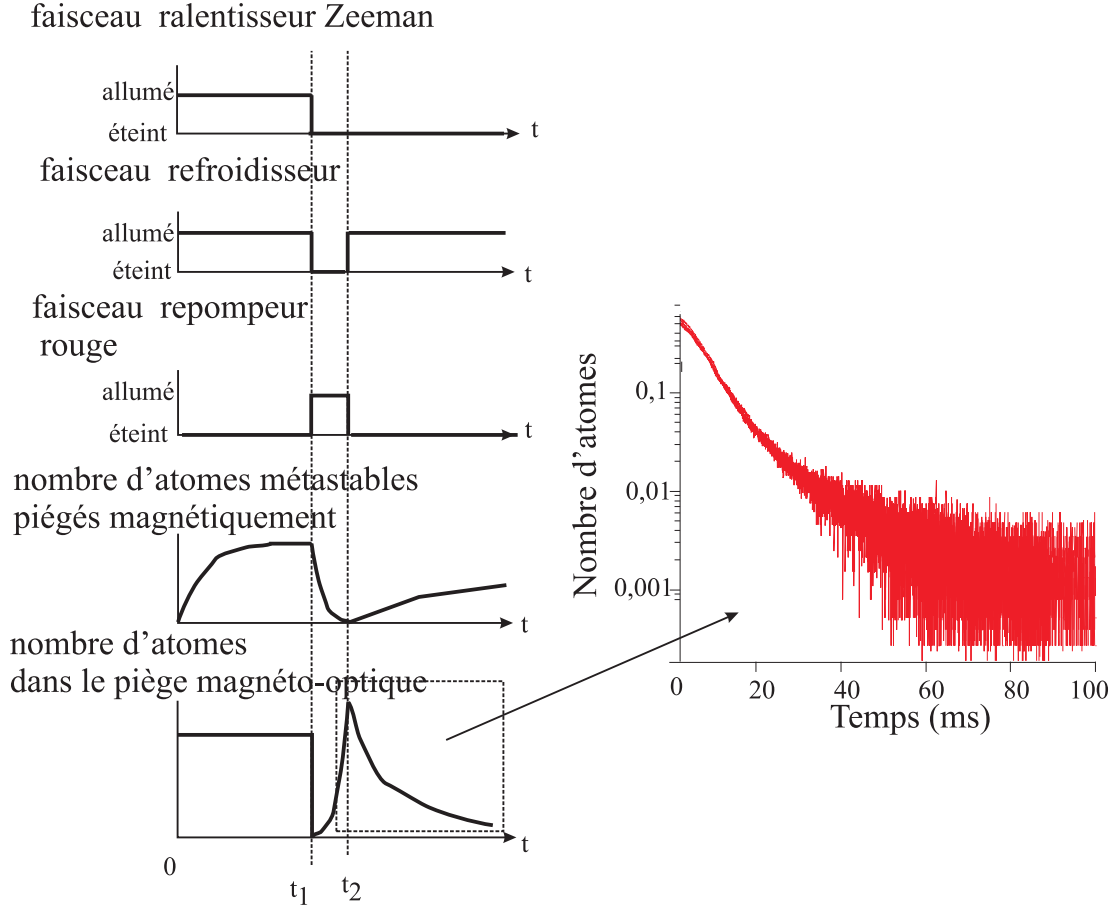 faisceau ralentisseur Zeeman
allumé
éteint
t
faisceau refroidisseur
allumé
éteint
t
faisceau repompeur
rouge
allumé
éteint
t
nombre d'atomes métastables
piégés magnétiquement
t
nombre d'atomes
dans le piège magnéto-optique
t
0
t1
t2
Nombre d'atomes
0,1
0,01
0,001
0 20 40 60 80 100
Temps (ms)